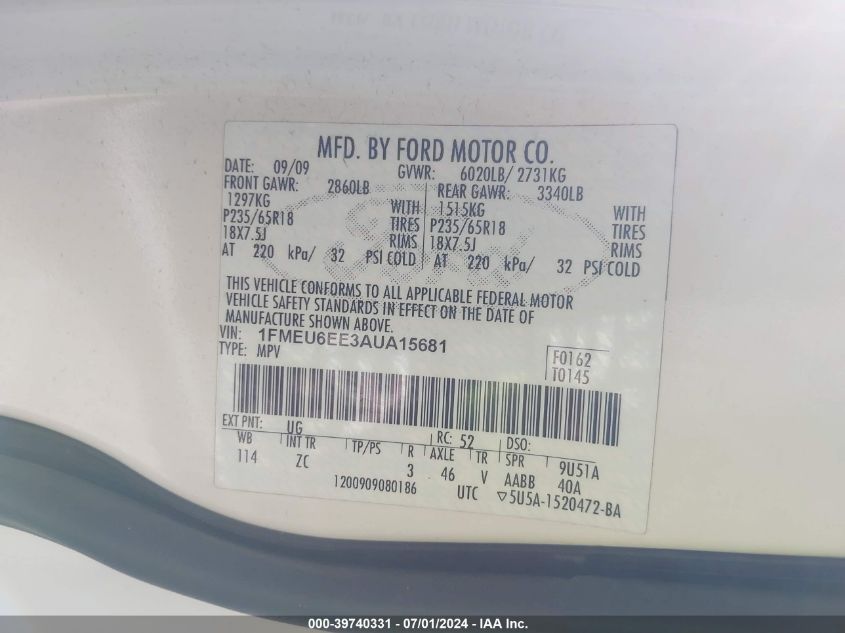 MFD. BY FORD MOTOR CO.
DATE: 09/09 GVWR: 6020LB/ 2731KG
FRONT GAWR: 2860LB REAR GAWR: 3340LB
1297KG WITH 1515KG WITH
P235/65R18 TIRES P235/65R18 TIRES
18X7.5J RIMS 18X7.5J RIMS
AT 220 kPa/ 32 PSI COLD AT 220 kPa/ 32 PSI COLD
THIS VEHICLE CONFORMS TO ALL APPLICABLE FEDERAL MOTOR
VEHICLE SAFETY STANDARDS IN EFFECT ON THE DATE OF
MANUFACTURE SHOWN ABOVE.
VIN: 1FMEU6EE3AUA15681
TYPE: MPV
F0162
T0145
EXT PNT: UG RC: 52 DSO:
WB INT TR TP/PS R AXLE TR SPR 9U51A
114 ZC 3 46 V AABB 40A
1200909080186 UTC ▽5U5A-1520472-BA
000-39740331 - 07/01/2024 - IAA Inc.